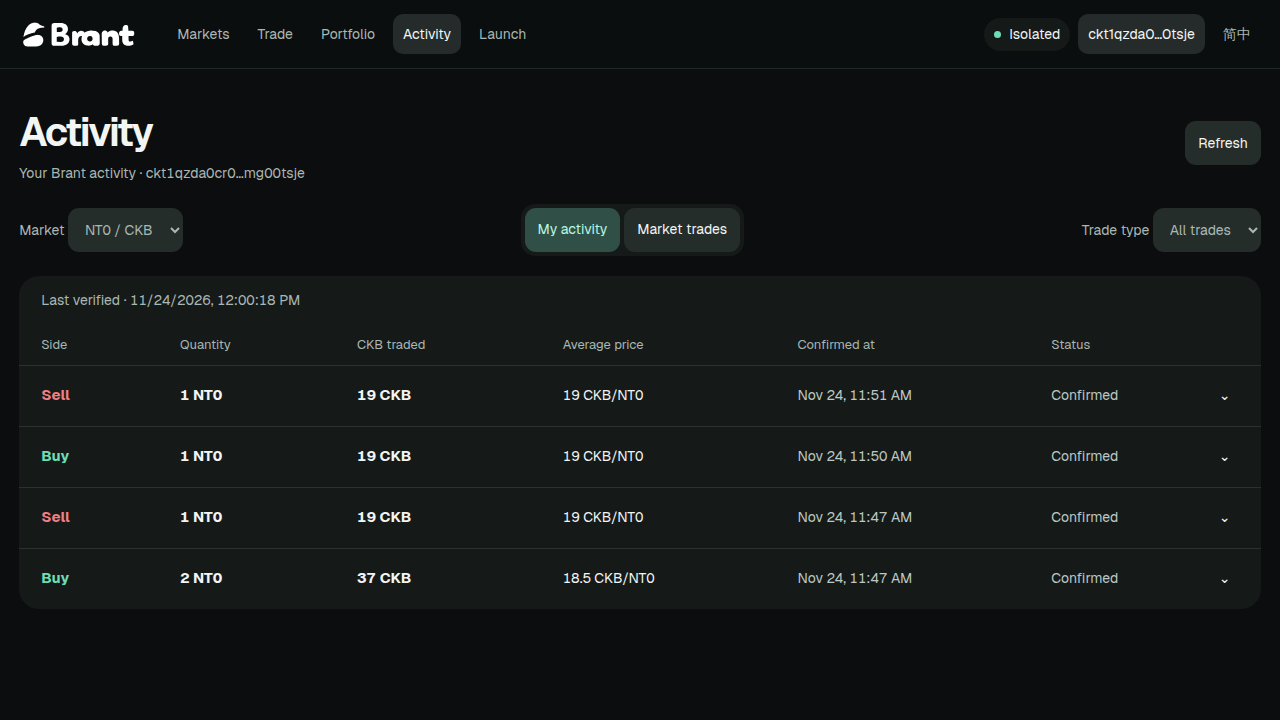 Brant Markets Trade Portfolio Activity Launch Isolated ckt1qzda0…0tsje 简中
Activity
Refresh
Your Brant activity · ckt1qzda0cr0…mg00tsje
Market NT0 / CKB My activity Market trades Trade type All trades
Last verified · 11/24/2026, 12:00:18 PM
Side Quantity CKB traded Average price Confirmed at Status
Sell 1 NT0 19 CKB 19 CKB/NT0 Nov 24, 11:51 AM Confirmed
Buy 1 NT0 19 CKB 19 CKB/NT0 Nov 24, 11:50 AM Confirmed
Sell 1 NT0 19 CKB 19 CKB/NT0 Nov 24, 11:47 AM Confirmed
Buy 2 NT0 37 CKB 18.5 CKB/NT0 Nov 24, 11:47 AM Confirmed